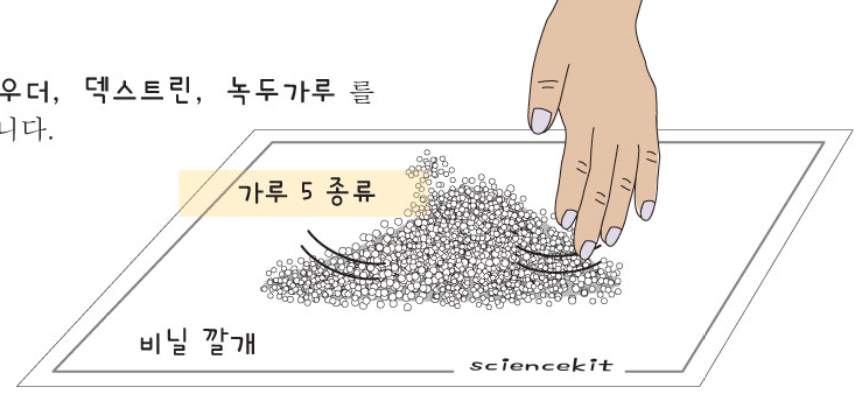 우더, 덱스트린, 녹두가루 를
니다.
가루 5 종류
비닐 깔개
sciencekit